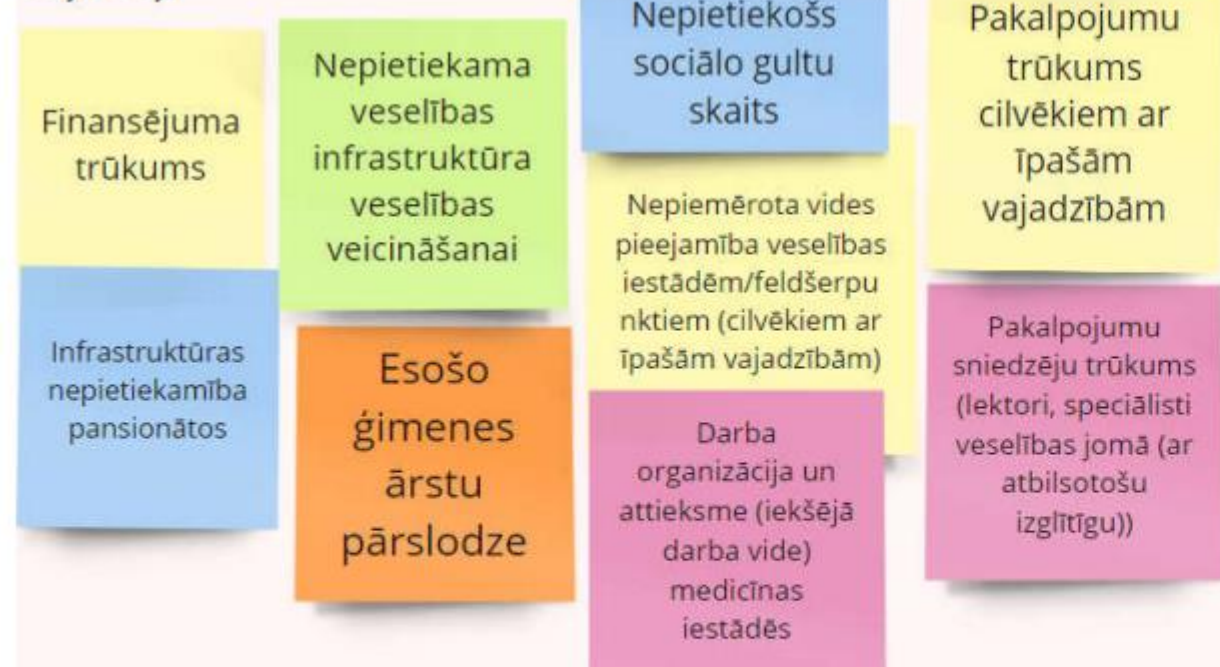 Finansējuma
trūkums
Nepietiekama
veselības
infrastruktūra
veselības
veicināšanai
Nepietiekošs
sociālo gultu
skaits
Pakalpojumu
trūkums
cilvēkiem ar
īpašām
vajadzībām
Infrastruktūras
nepietiekamība
pansionātos
Esošo
ģimenes
ārstu
pārslodze
Nepiemērota vides
pieejamība veselības
iestādēm/feldšerpu
nktiem (cilvēkiem ar
īpašām vajadzībām)
Darba
organizācija un
attieksme (iekšējā
darba vide)
medicīnas
iestādēs
Pakalpojumu
sniedzēju trūkums
(lektori, speciālisti
veselības jomā (ar
atbilsotošu
izglītīgu))